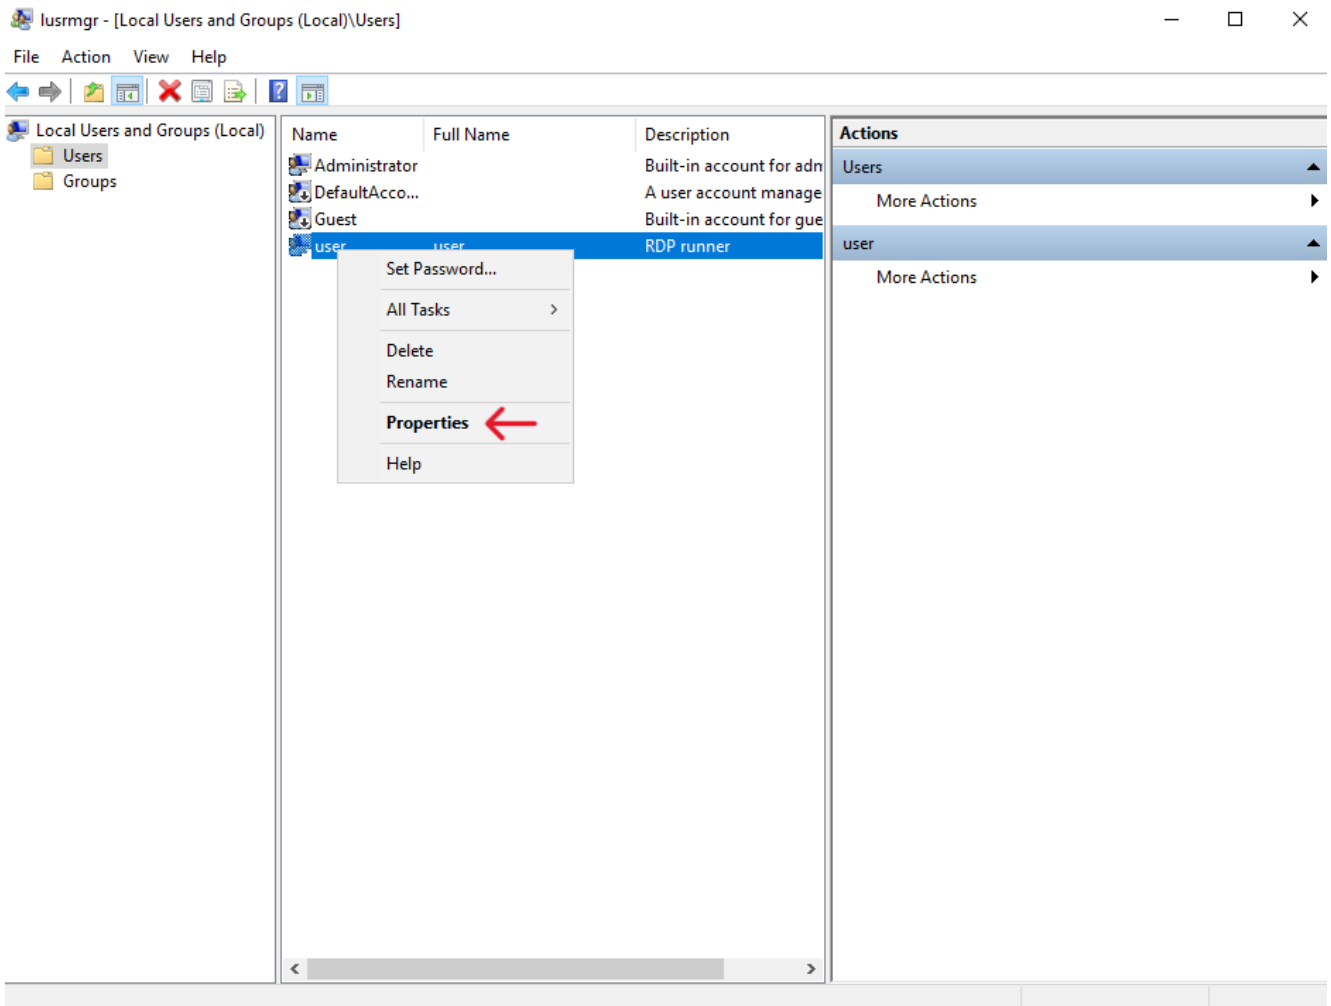 lusrmgr - [Local Users and Groups (Local)\Users]
File Action View Help
Local Users and Groups (Local)
Users
Groups
Name Full Name Description
Administrator Built-in account for adm
DefaultAcco... A user account manage
Guest Built-in account for gue
user user RDP runner
Set Password...
All Tasks
Delete
Rename
Properties
Help
Actions
Users
More Actions
user
More Actions